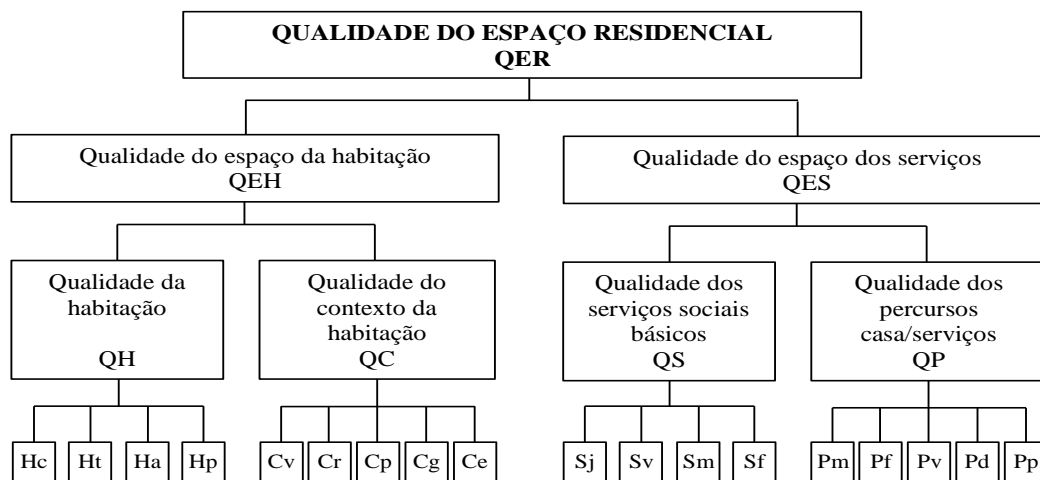 QUALIDADE DO ESPAÇO RESIDENCIAL
QER
Qualidade do espaço da habitação
QEH
Qualidade do espaço dos serviços
QES
Qualidade da
habitação
QH
Qualidade do
contexto da
habitação
QC
Qualidade dos
serviços sociais
básicos
QS
Qualidade dos
percursos
casa/serviços
QP
Hc
Ht
Ha
Hp
Cv
Cr
Cp
Cg
Ce
Sj
Sv
Sm
Sf
Pm
Pf
Pv
Pd
Pp